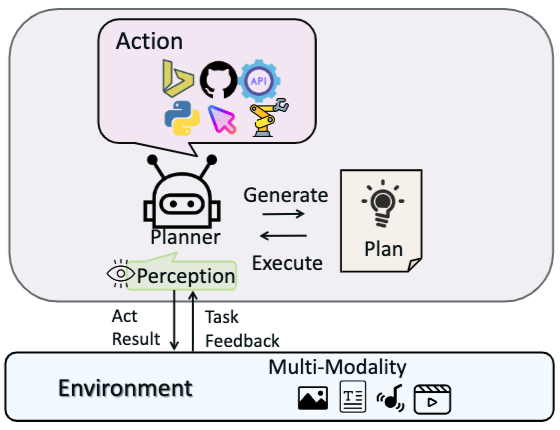 Action
API
Planner
Generate
Execute
Plan
Perception
Act
Result
Task
Feedback
Multi-Modality
Environment
T